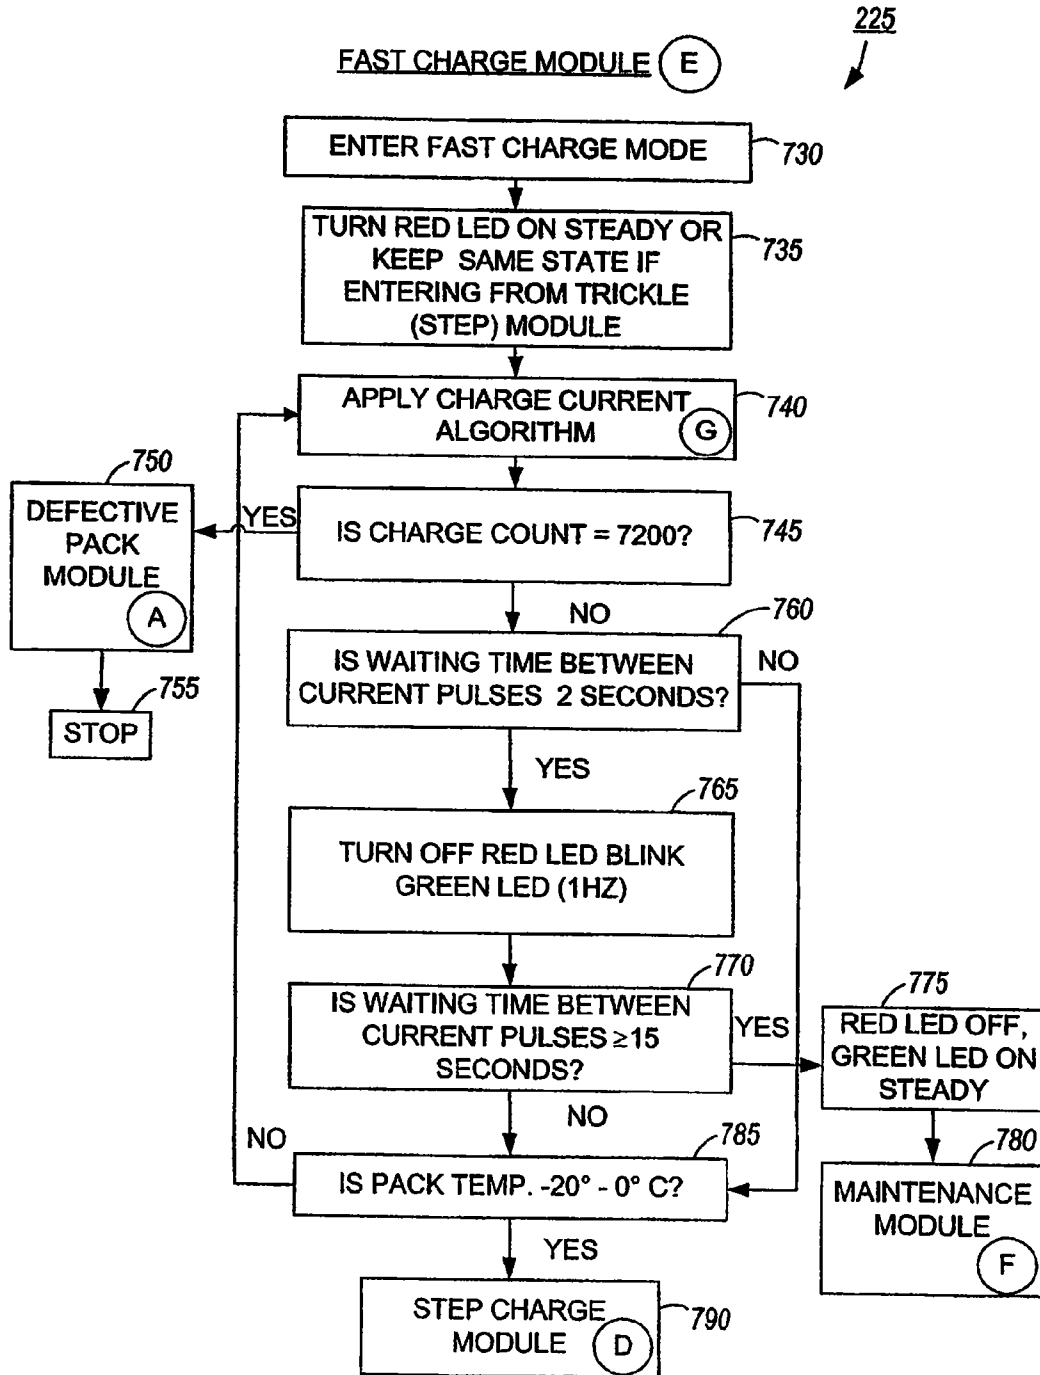 225
FAST CHARGE MODULE E
ENTER FAST CHARGE MODE
730
TURN RED LED ON STEADY OR
KEEP SAME STATE IF
ENTERING FROM TRICKLE
(STEP) MODULE
735
APPLY CHARGE CURRENT
ALGORITHM
G
740
750
DEFECTIVE
PACK
MODULE
A
YES
IS CHARGE COUNT = 7200?
745
NO
755
STOP
760
IS WAITING TIME BETWEEN
CURRENT PULSES 2 SECONDS?
NO
YES
765
TURN OFF RED LED BLINK
GREEN LED (1HZ)
770
IS WAITING TIME BETWEEN
CURRENT PULSES ≥15
SECONDS?
YES
775
RED LED OFF,
GREEN LED ON
STEADY
NO
NO
785
IS PACK TEMP. -20° - 0° C?
780
MAINTENANCE
MODULE
F
YES
STEP CHARGE
MODULE
D
790